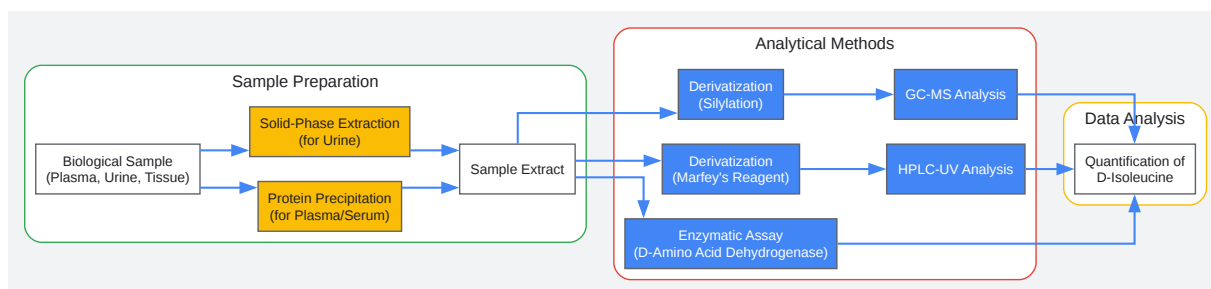 Sample Preparation
Biological Sample
(Plasma, Urine, Tissue)
Solid-Phase Extraction
(for Urine)
Protein Precipitation
(for Plasma/Serum)
Sample Extract
Analytical Methods
Derivatization
(Silylation)
GC-MS Analysis
Derivatization
(Marfey's Reagent)
HPLC-UV Analysis
Enzymatic Assay
(D-Amino Acid Dehydrogenase)
Data Analysis
Quantification of
D-Isoleucine